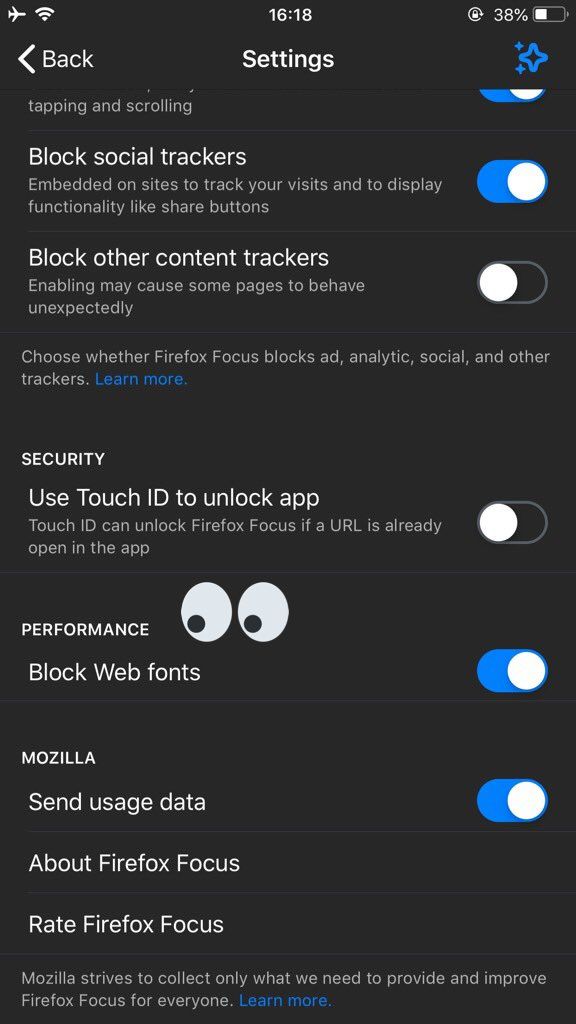 16:18
38%
Back
Settings
tapping and scrolling
Block social trackers
Embedded on sites to track your visits and to display
functionality like share buttons
Block other content trackers
Enabling may cause some pages to behave
unexpectedly
Choose whether Firefox Focus blocks ad, analytic, social, and other
trackers. Learn more.
SECURITY
Use Touch ID to unlock app
Touch ID can unlock Firefox Focus if a URL is already
open in the app
PERFORMANCE
Block Web fonts
MOZILLA
Send usage data
About Firefox Focus
Rate Firefox Focus
Mozilla strives to collect only what we need to provide and improve
Firefox Focus for everyone. Learn more.